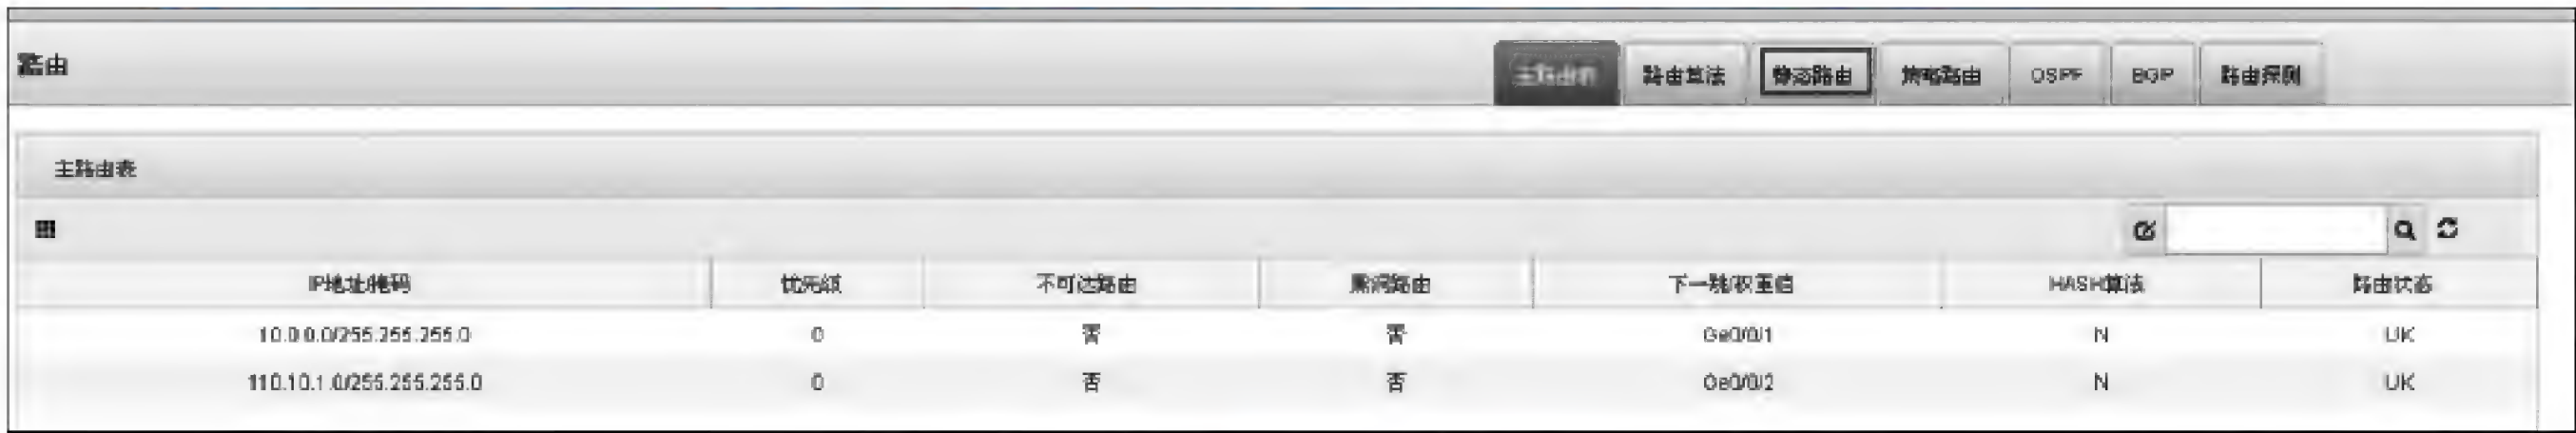 路由
主路由表 路由算法 静态路由 策略路由 OSPF BGP 路由探测
主路由表
IP地址/掩码 优先级 不可达路由 黑洞路由 下一跳/权重值 HASH算法 路由状态
10.0.0.0/255.255.255.0 0 否 否 Ge0/0/1 N UK
110.10.1.0/255.255.255.0 0 否 否 Ge0/0/2 N UK